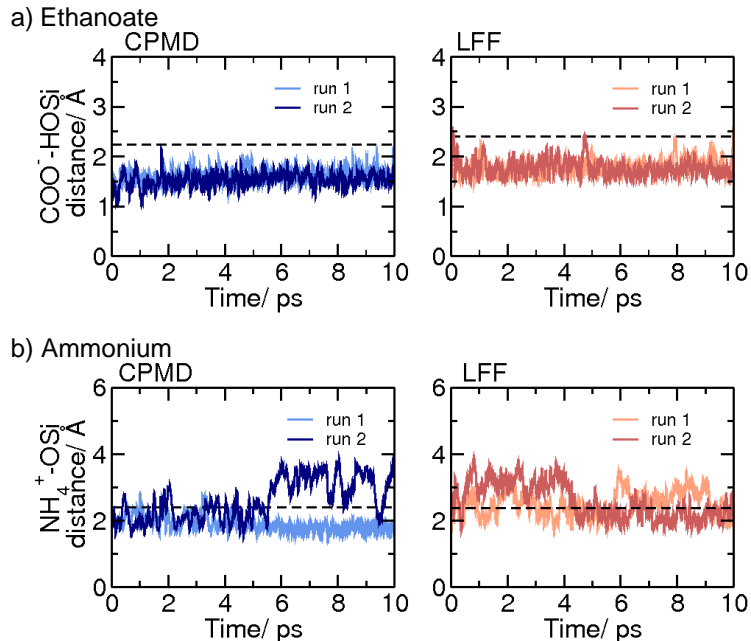 a) Ethanoate
CPMD
LFF
COO⁻-HOSi
distance/ Å
4
3
2
1
0
run 1
run 2
0 2 4 6 8 10
Time/ ps
4
3
2
1
0
run 1
run 2
0 2 4 6 8 10
Time/ ps
b) Ammonium
CPMD
LFF
NH₄⁺-OSi
distance/ Å
6
4
2
0
run 1
run 2
0 2 4 6 8 10
Time/ ps
6
4
2
0
run 1
run 2
0 2 4 6 8 10
Time/ ps